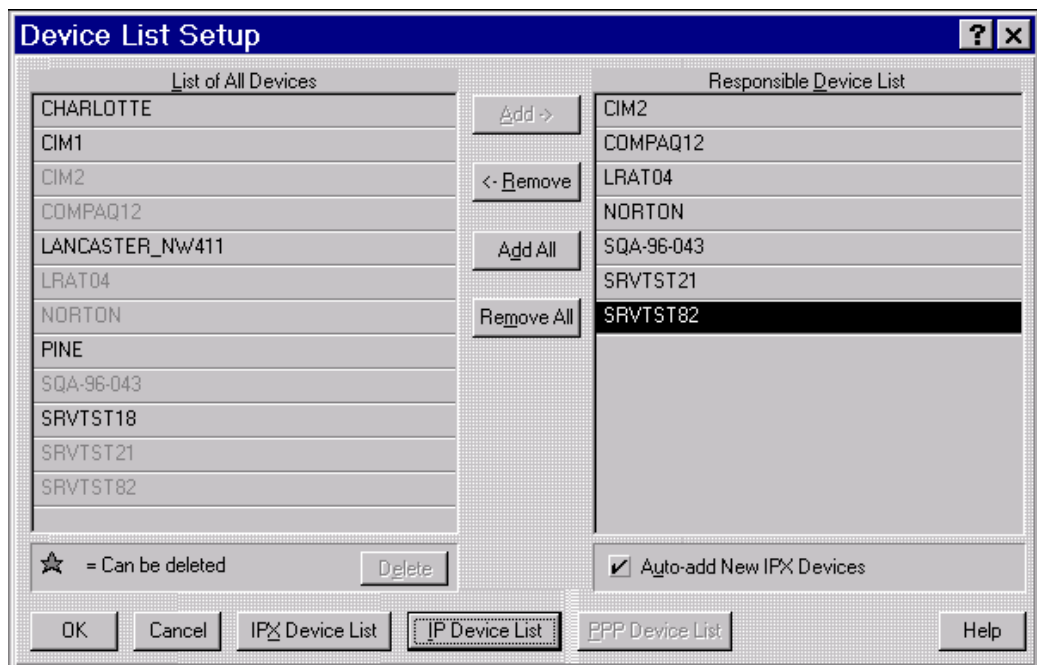 Device List Setup
List of All Devices
CHARLOTTE
CIM1
CIM2
COMPAQ12
LANCASTER_NW411
LRAT04
NORTON
PINE
SQA-96-043
SRVTST18
SRVTST21
SRVTST82
= Can be deleted
Delete
Add ->
<- Remove
Add All
Remove All
Responsible Device List
CIM2
COMPAQ12
LRAT04
NORTON
SQA-96-043
SRVTST21
SRVTST82
Auto-add New IPX Devices
OK
Cancel
IPX Device List
IP Device List
PPP Device List
Help